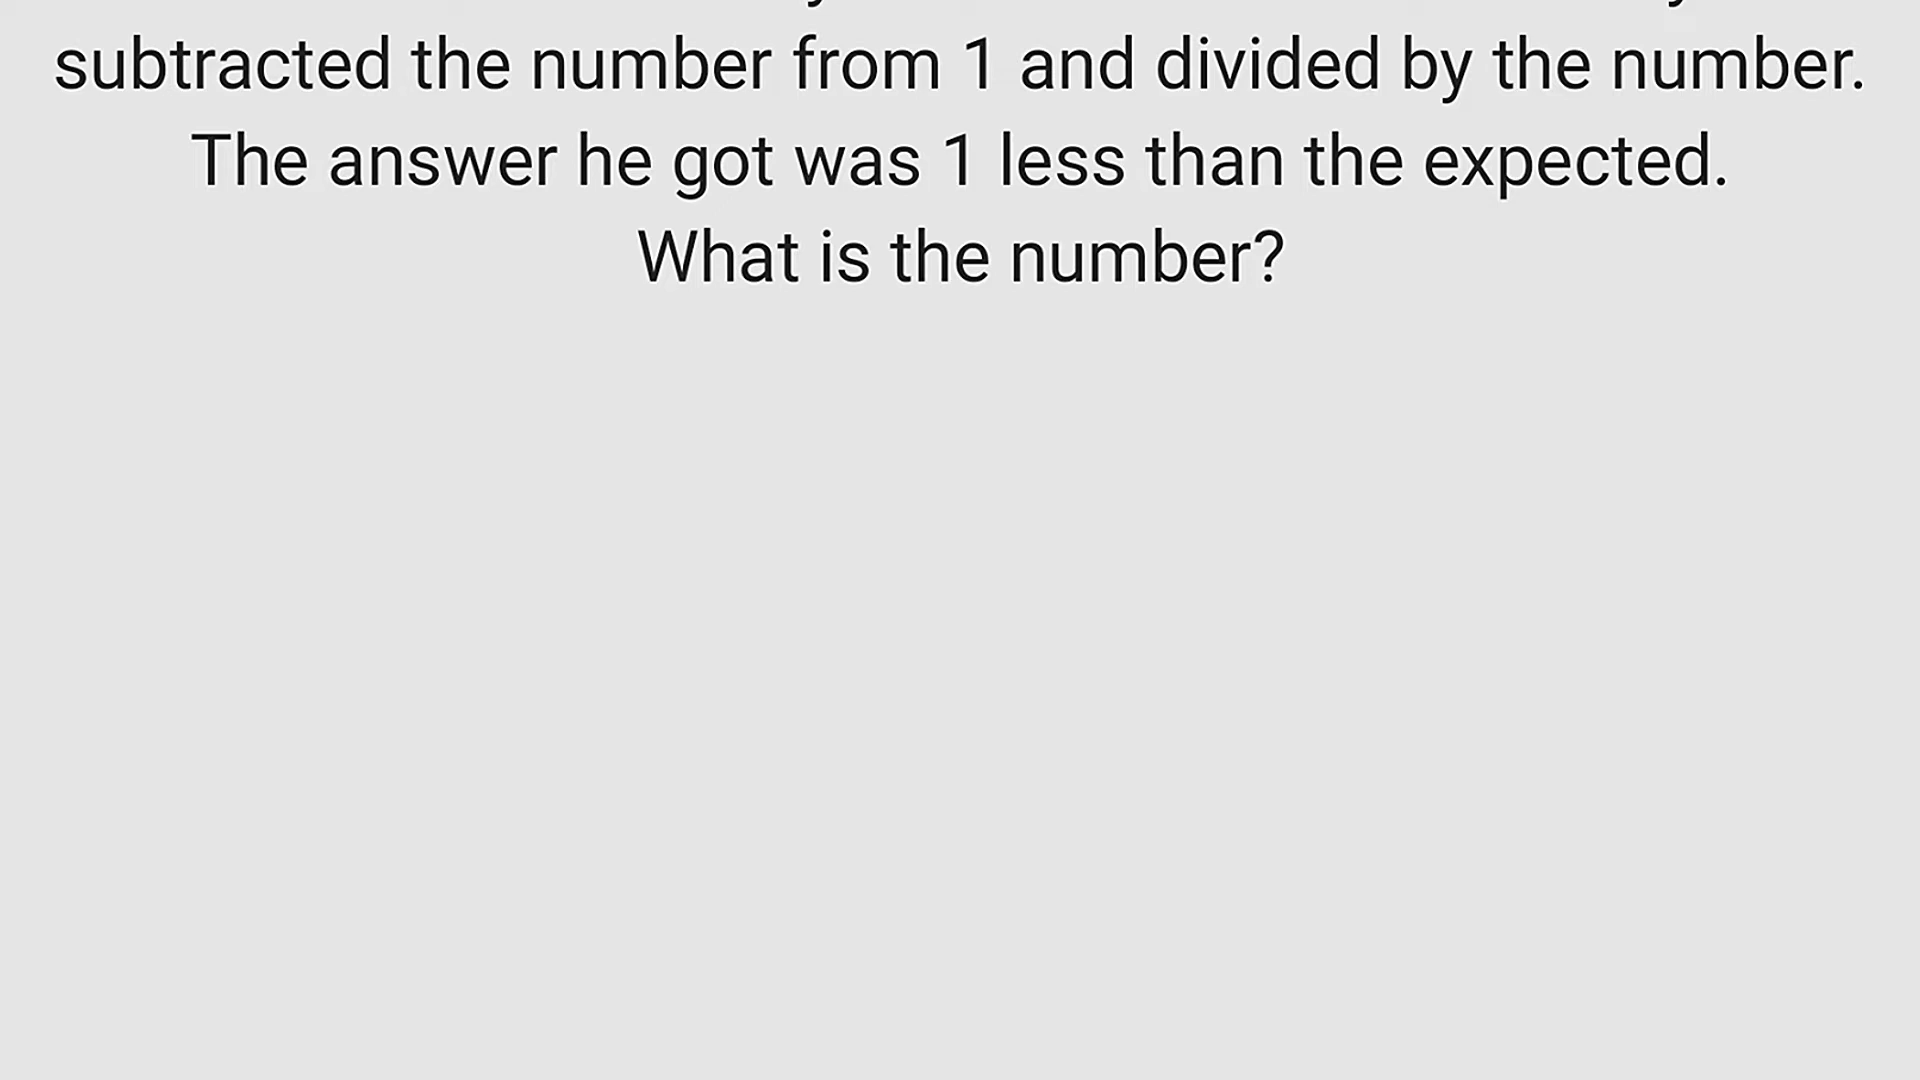 subtracted the number from 1 and divided by the number.
The answer he got was 1 less than the expected.
What is the number?